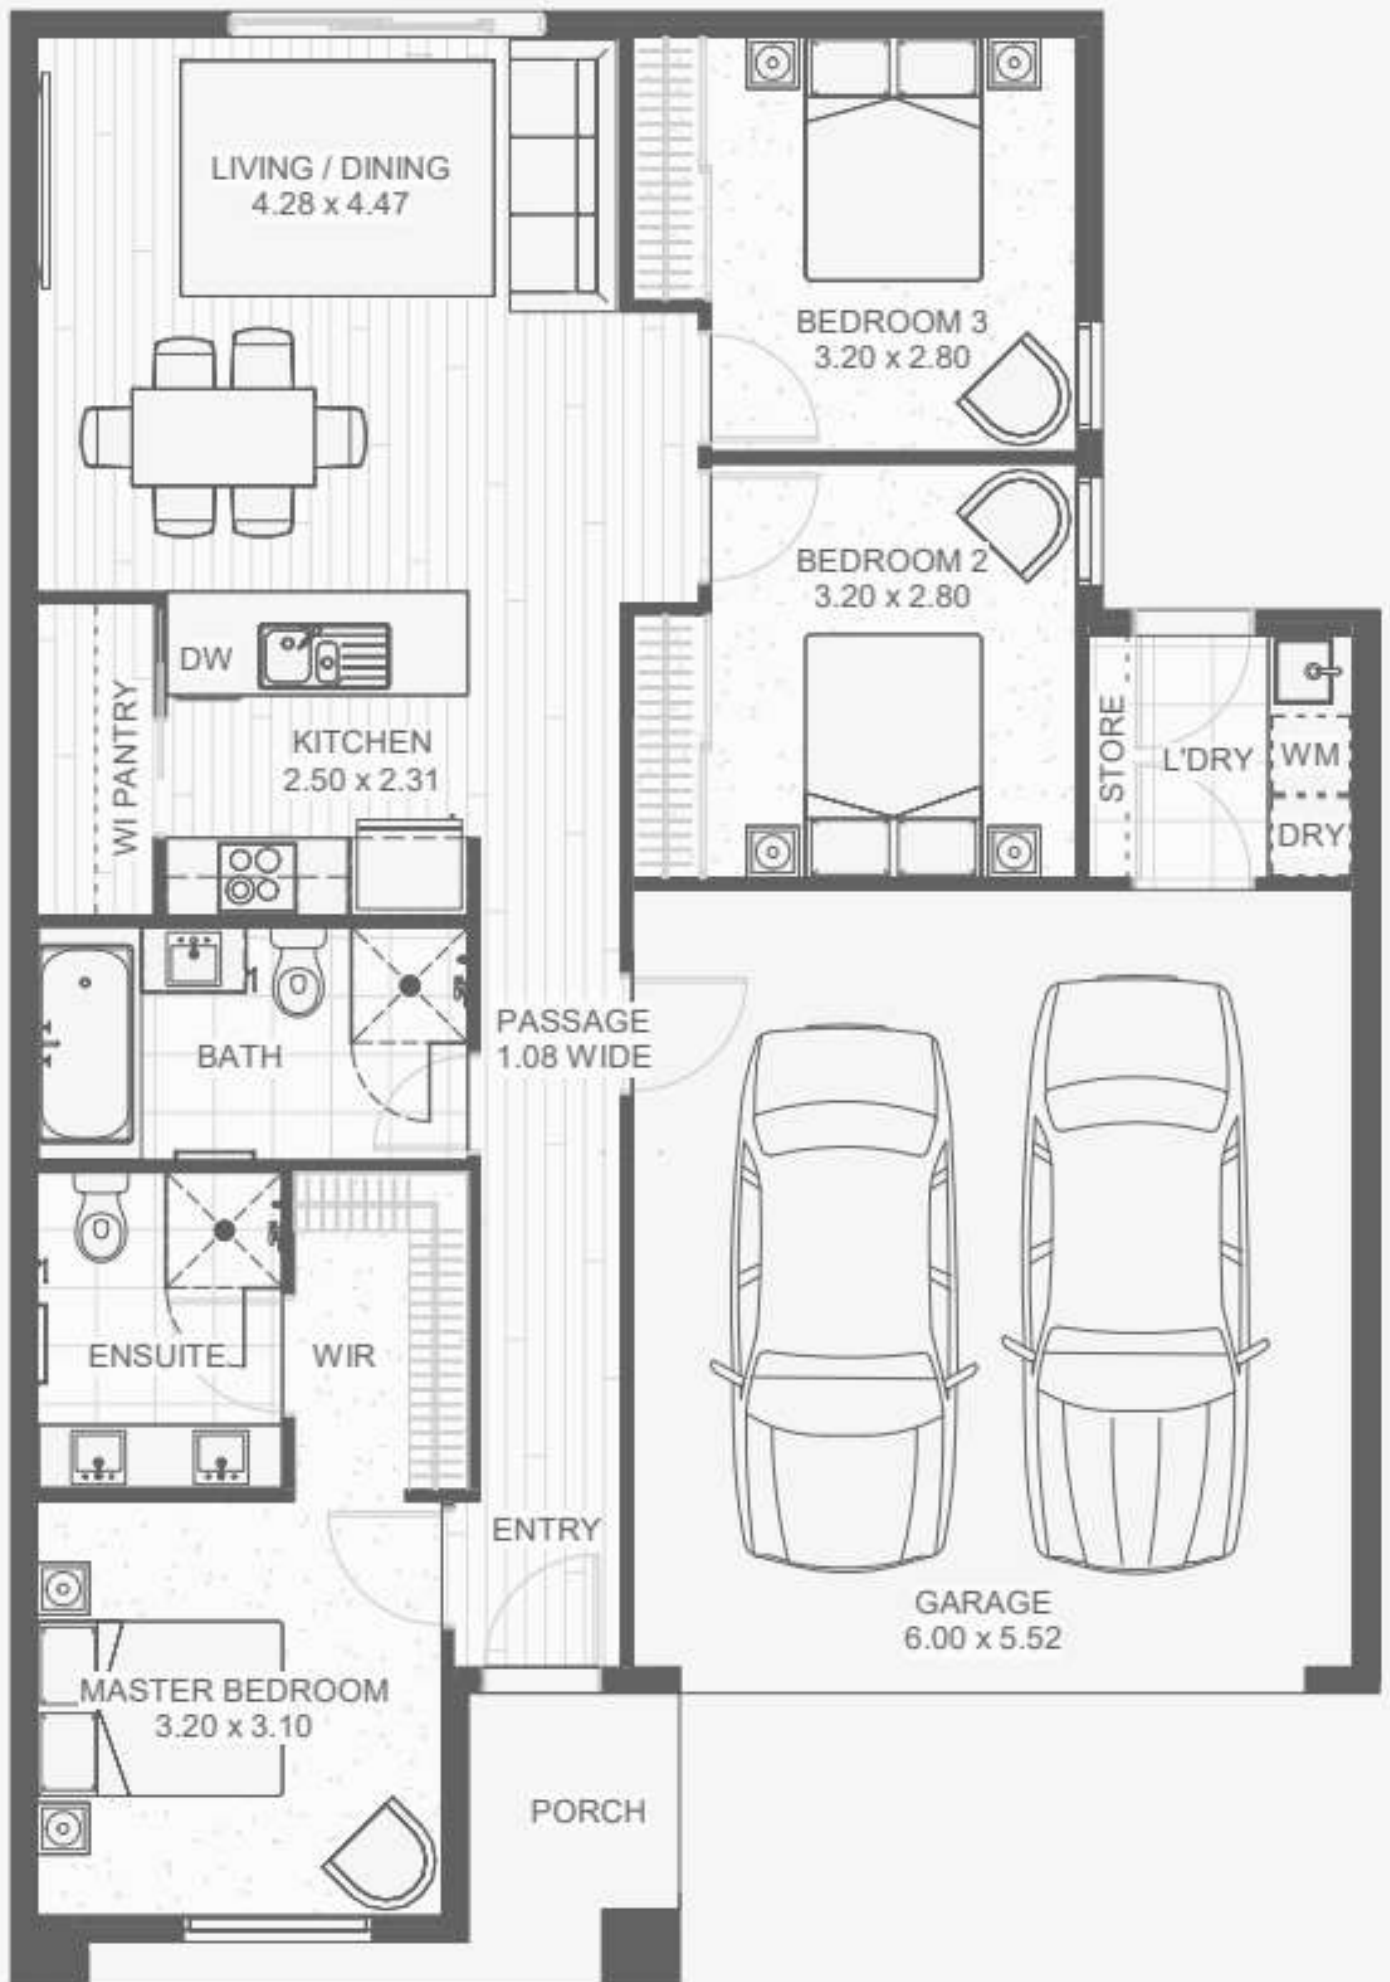 LIVING / DINING
4.28 x 4.47
BEDROOM 3
3.20 x 2.80
BEDROOM 2
3.20 x 2.80
DW
WI PANTRY
KITCHEN
2.50 x 2.31
STORE
L'DRY
WM
DRY
PASSAGE
1.08 WIDE
BATH
ENSUITE
WIR
ENTRY
GARAGE
6.00 x 5.52
MASTER BEDROOM
3.20 x 3.10
PORCH